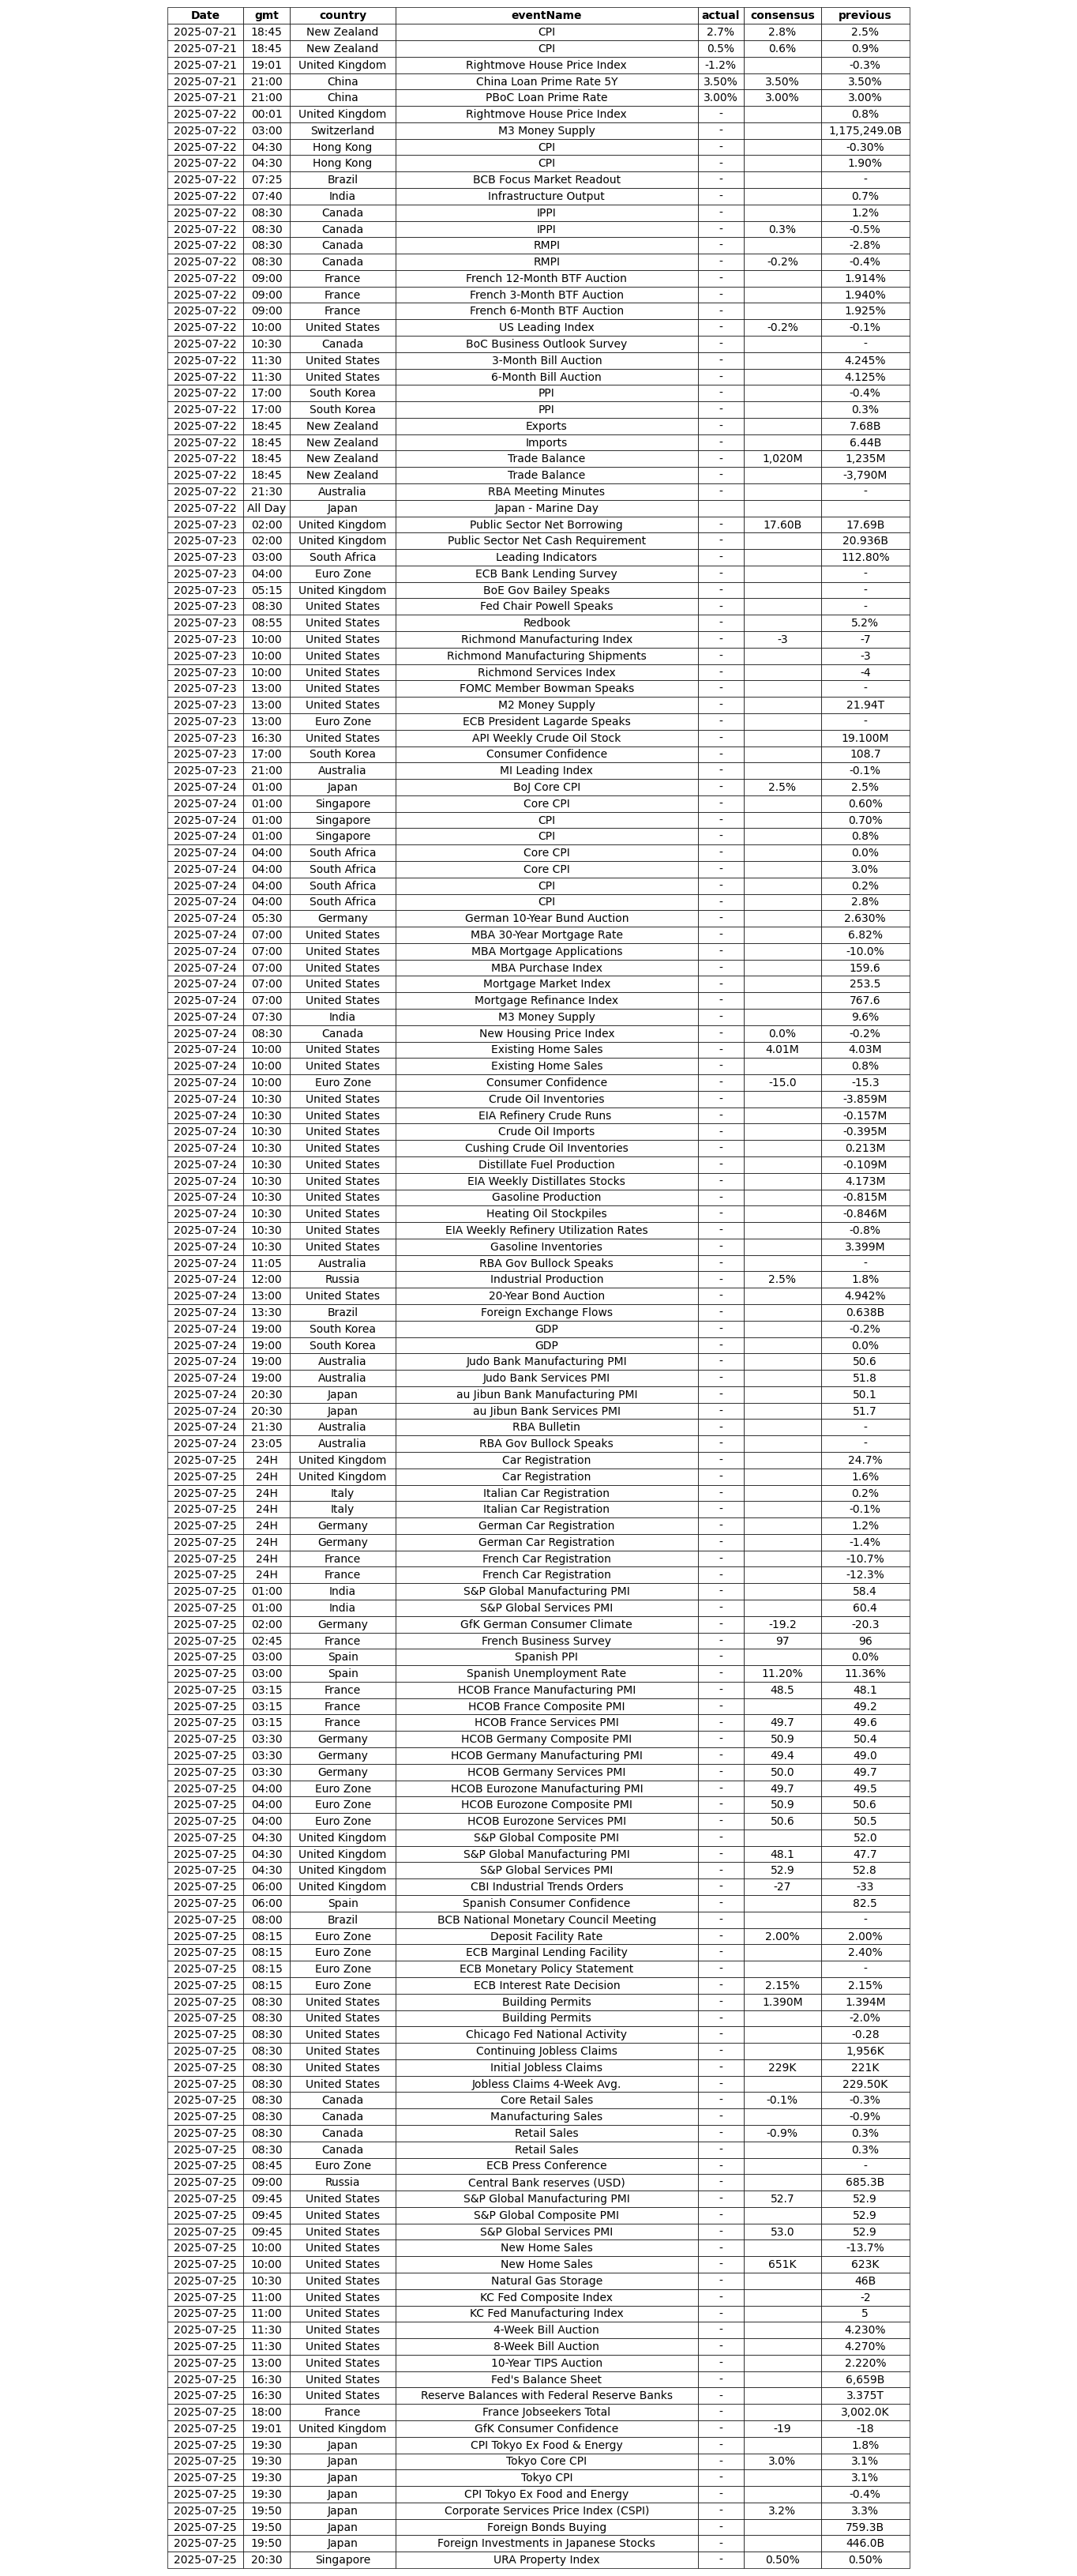 Date gmt country eventName actual consensus previous
2025-07-21 18:45 New Zealand CPI 2.7% 2.8% 2.5%
2025-07-21 18:45 New Zealand CPI 0.5% 0.6% 0.9%
2025-07-21 19:01 United Kingdom Rightmove House Price Index -1.2% -0.3%
2025-07-21 21:00 China China Loan Prime Rate 5Y 3.50% 3.50% 3.50%
2025-07-21 21:00 China PBoC Loan Prime Rate 3.00% 3.00% 3.00%
2025-07-22 00:01 United Kingdom Rightmove House Price Index - 0.8%
2025-07-22 03:00 Switzerland M3 Money Supply - 1,175,249.0B
2025-07-22 04:30 Hong Kong CPI - -0.30%
2025-07-22 04:30 Hong Kong CPI - 1.90%
2025-07-22 07:25 Brazil BCB Focus Market Readout - -
2025-07-22 07:40 India Infrastructure Output - 0.7%
2025-07-22 08:30 Canada IPPI - 1.2%
2025-07-22 08:30 Canada IPPI - 0.3% -0.5%
2025-07-22 08:30 Canada RMPI - -2.8%
2025-07-22 08:30 Canada RMPI - -0.2% -0.4%
2025-07-22 09:00 France French 12-Month BTF Auction - 1.914%
2025-07-22 09:00 France French 3-Month BTF Auction - 1.940%
2025-07-22 09:00 France French 6-Month BTF Auction - 1.925%
2025-07-22 10:00 United States US Leading Index - -0.2% -0.1%
2025-07-22 10:30 Canada BoC Business Outlook Survey - -
2025-07-22 11:30 United States 3-Month Bill Auction - 4.245%
2025-07-22 11:30 United States 6-Month Bill Auction - 4.125%
2025-07-22 17:00 South Korea PPI - -0.4%
2025-07-22 17:00 South Korea PPI - 0.3%
2025-07-22 18:45 New Zealand Exports - 7.68B
2025-07-22 18:45 New Zealand Imports - 6.44B
2025-07-22 18:45 New Zealand Trade Balance - 1,020M 1,235M
2025-07-22 18:45 New Zealand Trade Balance - -3,790M
2025-07-22 21:30 Australia RBA Meeting Minutes - -
2025-07-22 All Day Japan Japan - Marine Day
2025-07-23 02:00 United Kingdom Public Sector Net Borrowing - 17.60B 17.69B
2025-07-23 02:00 United Kingdom Public Sector Net Cash Requirement - 20.936B
2025-07-23 03:00 South Africa Leading Indicators - 112.80%
2025-07-23 04:00 Euro Zone ECB Bank Lending Survey - -
2025-07-23 05:15 United Kingdom BoE Gov Bailey Speaks - -
2025-07-23 08:30 United States Fed Chair Powell Speaks - -
2025-07-23 08:55 United States Redbook - 5.2%
2025-07-23 10:00 United States Richmond Manufacturing Index - -3 -7
2025-07-23 10:00 United States Richmond Manufacturing Shipments - -3
2025-07-23 10:00 United States Richmond Services Index - -4
2025-07-23 13:00 United States FOMC Member Bowman Speaks - -
2025-07-23 13:00 United States M2 Money Supply - 21.94T
2025-07-23 13:00 Euro Zone ECB President Lagarde Speaks - -
2025-07-23 16:30 United States API Weekly Crude Oil Stock - 19.100M
2025-07-23 17:00 South Korea Consumer Confidence - 108.7
2025-07-23 21:00 Australia MI Leading Index - -0.1%
2025-07-24 01:00 Japan BoJ Core CPI - 2.5% 2.5%
2025-07-24 01:00 Singapore Core CPI - 0.60%
2025-07-24 01:00 Singapore CPI - 0.70%
2025-07-24 01:00 Singapore CPI - 0.8%
2025-07-24 04:00 South Africa Core CPI - 0.0%
2025-07-24 04:00 South Africa Core CPI - 3.0%
2025-07-24 04:00 South Africa CPI - 0.2%
2025-07-24 04:00 South Africa CPI - 2.8%
2025-07-24 05:30 Germany German 10-Year Bund Auction - 2.630%
2025-07-24 07:00 United States MBA 30-Year Mortgage Rate - 6.82%
2025-07-24 07:00 United States MBA Mortgage Applications - -10.0%
2025-07-24 07:00 United States MBA Purchase Index - 159.6
2025-07-24 07:00 United States Mortgage Market Index - 253.5
2025-07-24 07:00 United States Mortgage Refinance Index - 767.6
2025-07-24 07:30 India M3 Money Supply - 9.6%
2025-07-24 08:30 Canada New Housing Price Index - 0.0% -0.2%
2025-07-24 10:00 United States Existing Home Sales - 4.01M 4.03M
2025-07-24 10:00 United States Existing Home Sales - 0.8%
2025-07-24 10:00 Euro Zone Consumer Confidence - -15.0 -15.3
2025-07-24 10:30 United States Crude Oil Inventories - -3.859M
2025-07-24 10:30 United States EIA Refinery Crude Runs - -0.157M
2025-07-24 10:30 United States Crude Oil Imports - -0.395M
2025-07-24 10:30 United States Cushing Crude Oil Inventories - 0.213M
2025-07-24 10:30 United States Distillate Fuel Production - -0.109M
2025-07-24 10:30 United States EIA Weekly Distillates Stocks - 4.173M
2025-07-24 10:30 United States Gasoline Production - -0.815M
2025-07-24 10:30 United States Heating Oil Stockpiles - -0.846M
2025-07-24 10:30 United States EIA Weekly Refinery Utilization Rates - -0.8%
2025-07-24 10:30 United States Gasoline Inventories - 3.399M
2025-07-24 11:05 Australia RBA Gov Bullock Speaks - -
2025-07-24 12:00 Russia Industrial Production - 2.5% 1.8%
2025-07-24 13:00 United States 20-Year Bond Auction - 4.942%
2025-07-24 13:30 Brazil Foreign Exchange Flows - 0.638B
2025-07-24 19:00 South Korea GDP - -0.2%
2025-07-24 19:00 South Korea GDP - 0.0%
2025-07-24 19:00 Australia Judo Bank Manufacturing PMI - 50.6
2025-07-24 19:00 Australia Judo Bank Services PMI - 51.8
2025-07-24 20:30 Japan au Jibun Bank Manufacturing PMI - 50.1
2025-07-24 20:30 Japan au Jibun Bank Services PMI - 51.7
2025-07-24 21:30 Australia RBA Bulletin - -
2025-07-24 23:05 Australia RBA Gov Bullock Speaks - -
2025-07-25 24H United Kingdom Car Registration - 24.7%
2025-07-25 24H United Kingdom Car Registration - 1.6%
2025-07-25 24H Italy Italian Car Registration - 0.2%
2025-07-25 24H Italy Italian Car Registration - -0.1%
2025-07-25 24H Germany German Car Registration - 1.2%
2025-07-25 24H Germany German Car Registration - -1.4%
2025-07-25 24H France French Car Registration - -10.7%
2025-07-25 24H France French Car Registration - -12.3%
2025-07-25 01:00 India S&P Global Manufacturing PMI - 58.4
2025-07-25 01:00 India S&P Global Services PMI - 60.4
2025-07-25 02:00 Germany GfK German Consumer Climate - -19.2 -20.3
2025-07-25 02:45 France French Business Survey - 97 96
2025-07-25 03:00 Spain Spanish PPI - 0.0%
2025-07-25 03:00 Spain Spanish Unemployment Rate - 11.20% 11.36%
2025-07-25 03:15 France HCOB France Manufacturing PMI - 48.5 48.1
2025-07-25 03:15 France HCOB France Composite PMI - 49.2
2025-07-25 03:15 France HCOB France Services PMI - 49.7 49.6
2025-07-25 03:30 Germany HCOB Germany Composite PMI - 50.9 50.4
2025-07-25 03:30 Germany HCOB Germany Manufacturing PMI - 49.4 49.0
2025-07-25 03:30 Germany HCOB Germany Services PMI - 50.0 49.7
2025-07-25 04:00 Euro Zone HCOB Eurozone Manufacturing PMI - 49.7 49.5
2025-07-25 04:00 Euro Zone HCOB Eurozone Composite PMI - 50.9 50.6
2025-07-25 04:00 Euro Zone HCOB Eurozone Services PMI - 50.6 50.5
2025-07-25 04:30 United Kingdom S&P Global Composite PMI - 52.0
2025-07-25 04:30 United Kingdom S&P Global Manufacturing PMI - 48.1 47.7
2025-07-25 04:30 United Kingdom S&P Global Services PMI - 52.9 52.8
2025-07-25 06:00 United Kingdom CBI Industrial Trends Orders - -27 -33
2025-07-25 06:00 Spain Spanish Consumer Confidence - 82.5
2025-07-25 08:00 Brazil BCB National Monetary Council Meeting - -
2025-07-25 08:15 Euro Zone Deposit Facility Rate - 2.00% 2.00%
2025-07-25 08:15 Euro Zone ECB Marginal Lending Facility - 2.40%
2025-07-25 08:15 Euro Zone ECB Monetary Policy Statement - -
2025-07-25 08:15 Euro Zone ECB Interest Rate Decision - 2.15% 2.15%
2025-07-25 08:30 United States Building Permits - 1.390M 1.394M
2025-07-25 08:30 United States Building Permits - -2.0%
2025-07-25 08:30 United States Chicago Fed National Activity - -0.28
2025-07-25 08:30 United States Continuing Jobless Claims - 1,956K
2025-07-25 08:30 United States Initial Jobless Claims - 229K 221K
2025-07-25 08:30 United States Jobless Claims 4-Week Avg. - 229.50K
2025-07-25 08:30 Canada Core Retail Sales - -0.1% -0.3%
2025-07-25 08:30 Canada Manufacturing Sales - -0.9%
2025-07-25 08:30 Canada Retail Sales - -0.9% 0.3%
2025-07-25 08:30 Canada Retail Sales - 0.3%
2025-07-25 08:45 Euro Zone ECB Press Conference - -
2025-07-25 09:00 Russia Central Bank reserves (USD) - 685.3B
2025-07-25 09:45 United States S&P Global Manufacturing PMI - 52.7 52.9
2025-07-25 09:45 United States S&P Global Composite PMI - 52.9
2025-07-25 09:45 United States S&P Global Services PMI - 53.0 52.9
2025-07-25 10:00 United States New Home Sales - -13.7%
2025-07-25 10:00 United States New Home Sales - 651K 623K
2025-07-25 10:30 United States Natural Gas Storage - 46B
2025-07-25 11:00 United States KC Fed Composite Index - -2
2025-07-25 11:00 United States KC Fed Manufacturing Index - 5
2025-07-25 11:30 United States 4-Week Bill Auction - 4.230%
2025-07-25 11:30 United States 8-Week Bill Auction - 4.270%
2025-07-25 13:00 United States 10-Year TIPS Auction - 2.220%
2025-07-25 16:30 United States Fed's Balance Sheet - 6,659B
2025-07-25 16:30 United States Reserve Balances with Federal Reserve Banks - 3.375T
2025-07-25 18:00 France France Jobseekers Total - 3,002.0K
2025-07-25 19:01 United Kingdom GfK Consumer Confidence - -19 -18
2025-07-25 19:30 Japan CPI Tokyo Ex Food & Energy - 1.8%
2025-07-25 19:30 Japan Tokyo Core CPI - 3.0% 3.1%
2025-07-25 19:30 Japan Tokyo CPI - 3.1%
2025-07-25 19:30 Japan CPI Tokyo Ex Food and Energy - -0.4%
2025-07-25 19:50 Japan Corporate Services Price Index (CSPI) - 3.2% 3.3%
2025-07-25 19:50 Japan Foreign Bonds Buying - 759.3B
2025-07-25 19:50 Japan Foreign Investments in Japanese Stocks - 446.0B
2025-07-25 20:30 Singapore URA Property Index - 0.50% 0.50%